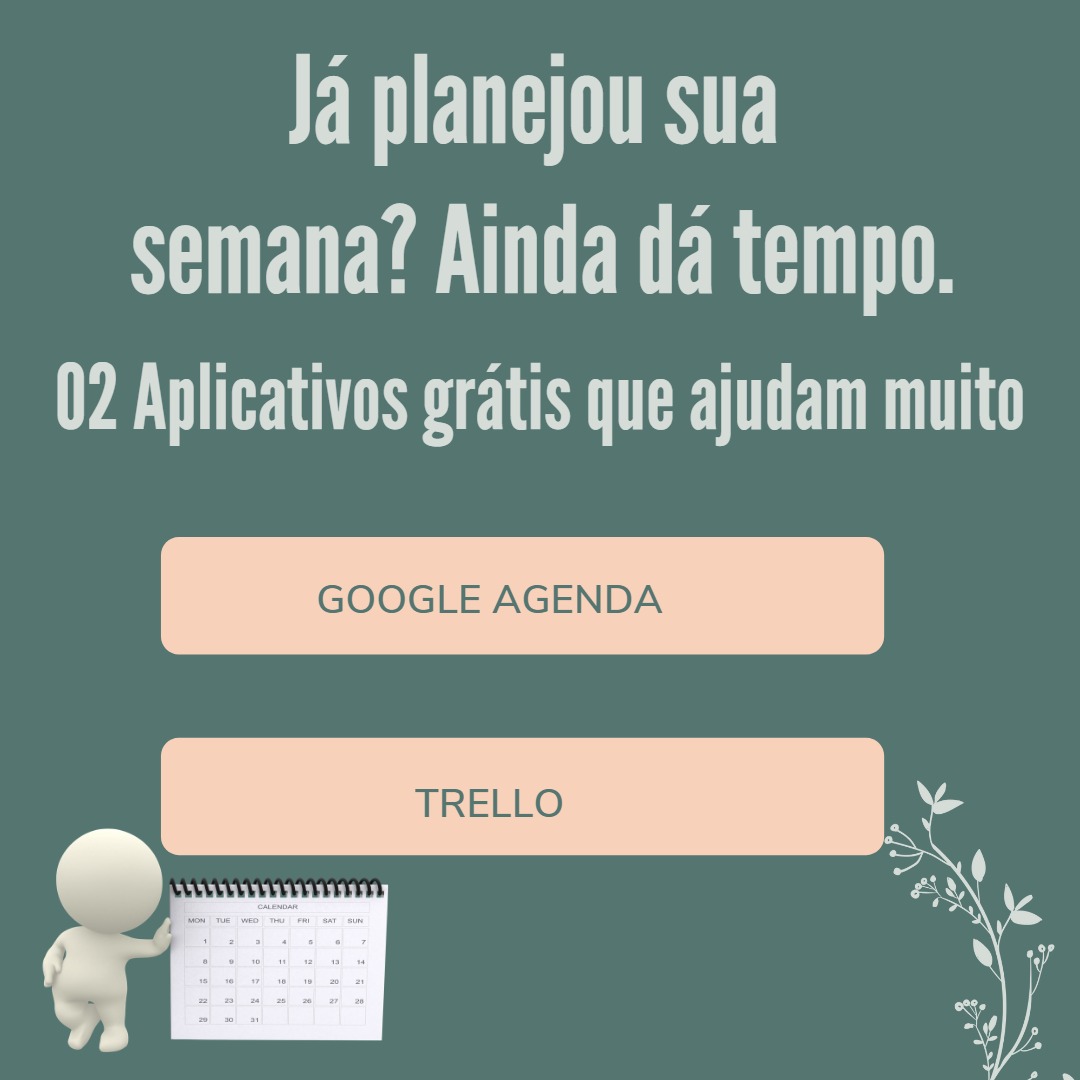 Já planejou sua
semana? Ainda dá tempo.
02 Aplicativos grátis que ajudam muito
GOOGLE AGENDA
TRELLO
CALENDAR
MON TUE WED THU FRI SAT SUN
1 2 3 4 5 6 7
8 9 10 11 12 13 14
15 16 17 18 19 20 21
22 23 24 25 26 27 28
29 30 31